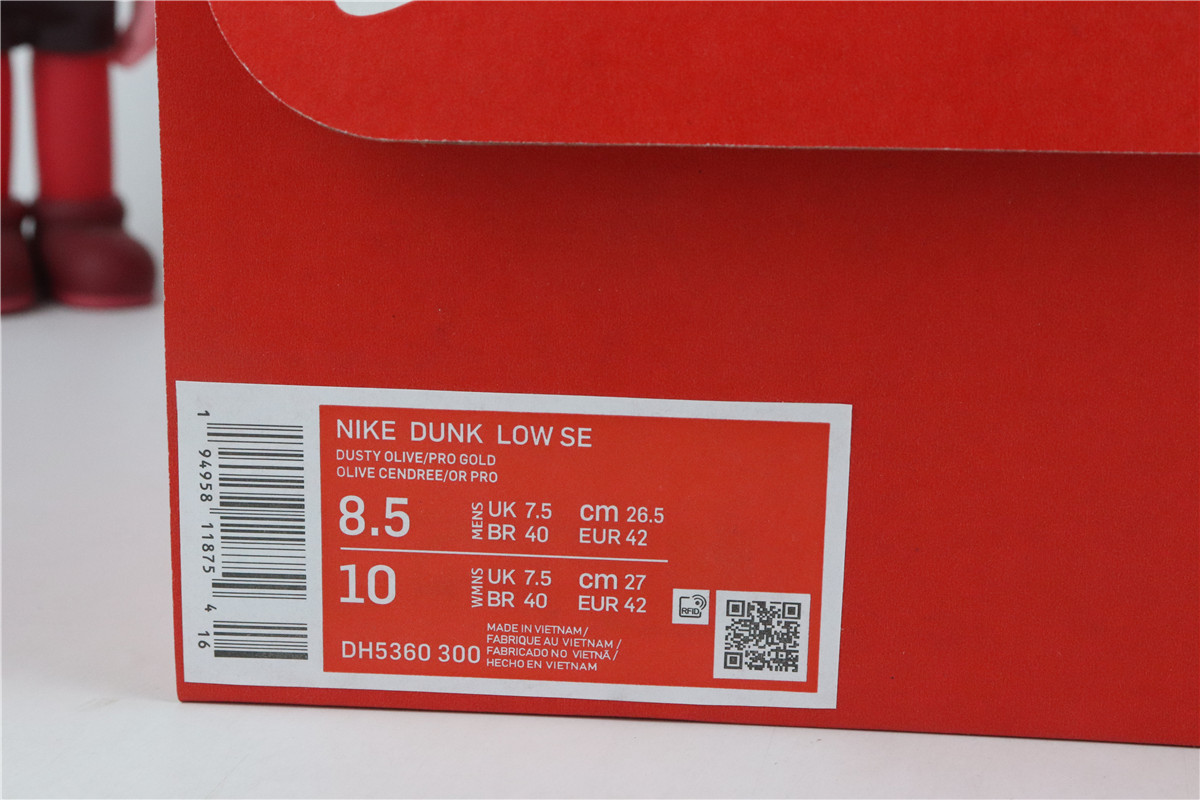 1 94958 11875 4 16
NIKE DUNK LOW SE
DUSTY OLIVE/PRO GOLD
OLIVE CENDREE/OR PRO
8.5 MENS UK 7.5 cm 26.5
BR 40 EUR 42
10 WMNS UK 7.5 cm 27
BR 40 EUR 42
RFID
DH5360 300
MADE IN VIETNAM/
FABRIQUE AU VIETNAM/
FABRICADO NO VIETNÃ/
HECHO EN VIETNAM